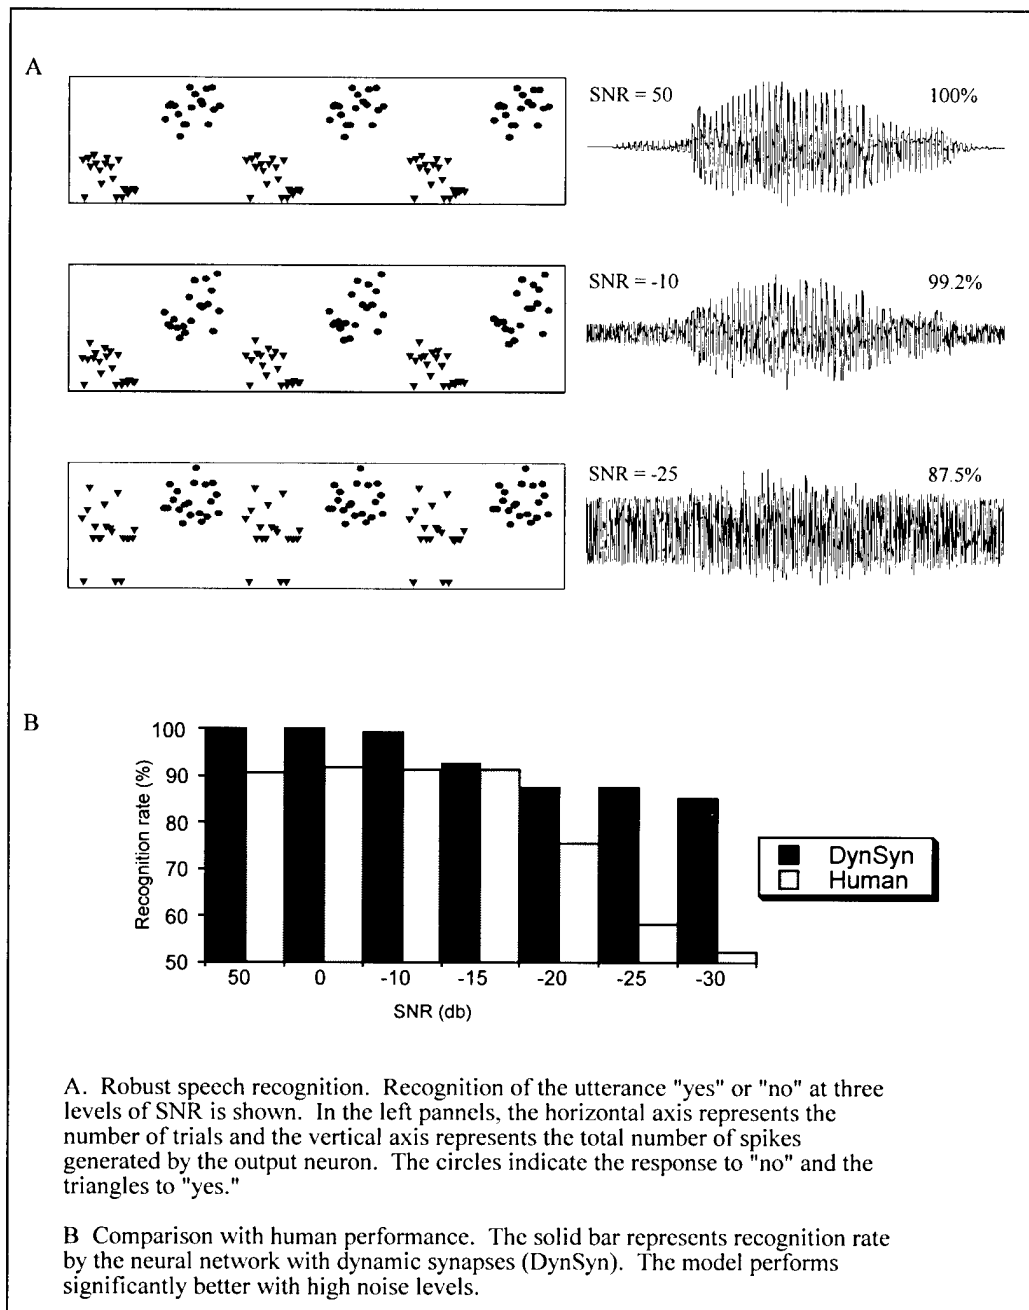 A
SNR = 50
100%
SNR = -10
99.2%
SNR = -25
87.5%
B
Recognition rate (%)
100
90
80
70
60
50
50 0 -10 -15 -20 -25 -30
SNR (db)
DynSyn
Human
A. Robust speech recognition. Recognition of the utterance "yes" or "no" at three
levels of SNR is shown. In the left pannels, the horizontal axis represents the
number of trials and the vertical axis represents the total number of spikes
generated by the output neuron. The circles indicate the response to "no" and the
triangles to "yes."
B Comparison with human performance. The solid bar represents recognition rate
by the neural network with dynamic synapses (DynSyn). The model performs
significantly better with high noise levels.